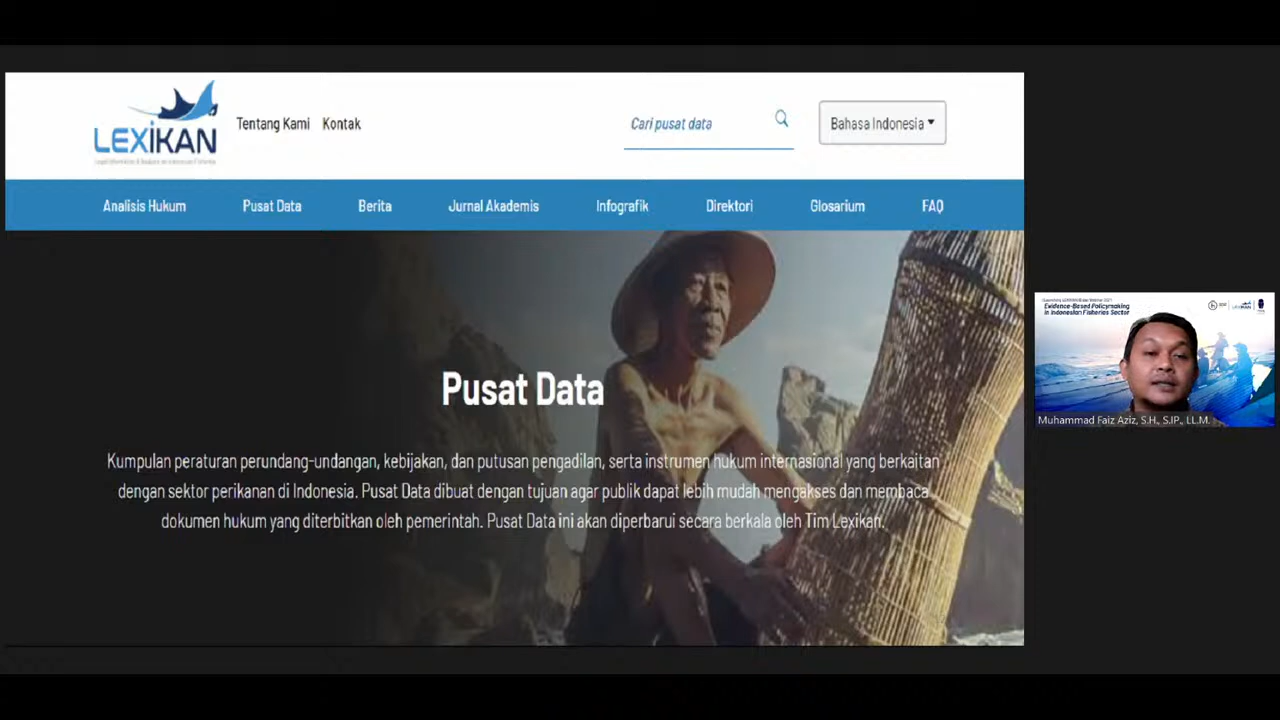 LEXIKAN
Tentang Kami Kontak
Cari pusat data
Bahasa Indonesia
Analisis Hukum Pusat Data Berita Jurnal Akademis Infografik Direktori Glosarium FAQ
Pusat Data
Kumpulan peraturan perundang-undangan, kebijakan, dan putusan pengadilan, serta instrumen hukum internasional yang berkaitan
dengan sektor perikanan di Indonesia. Pusat Data dibuat dengan tujuan agar publik dapat lebih mudah mengakses dan membaca
dokumen hukum yang diterbitkan oleh pemerintah. Pusat Data ini akan diperbarui secara berkala oleh Tim Lexikan.
Evidence-Based Policymaking
in Indonesian Fisheries Sector
Muhammad Faiz Aziz, S.H., S.IP., LL.M.